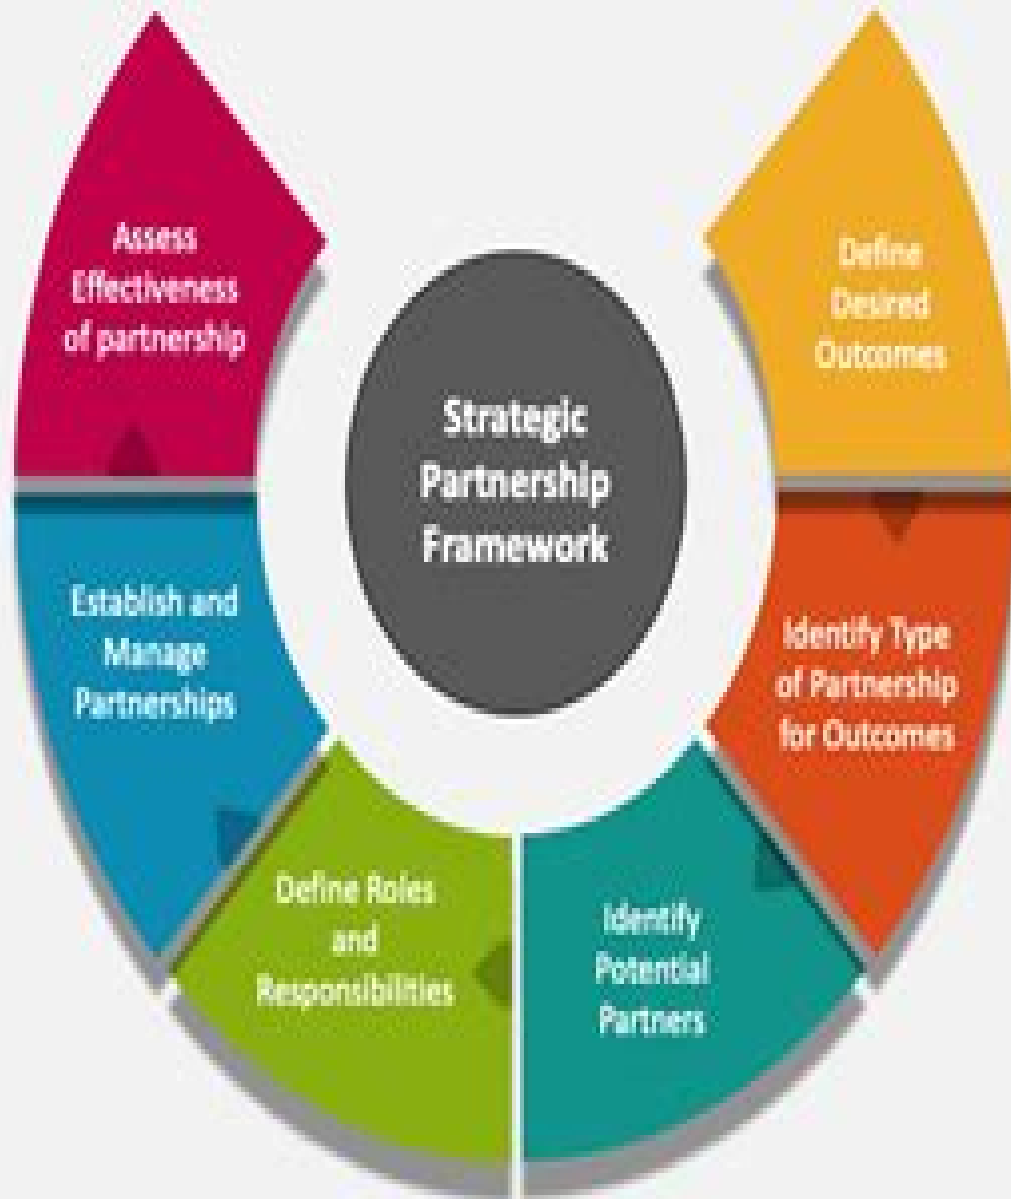 Strategic
Partnership
Framework
Define
Desired
Outcomes
Identify Type
of Partnership
for Outcomes
Identify
Potential
Partners
Define Roles
and
Responsibilities
Establish and
Manage
Partnerships
Assess
Effectiveness
of partnership